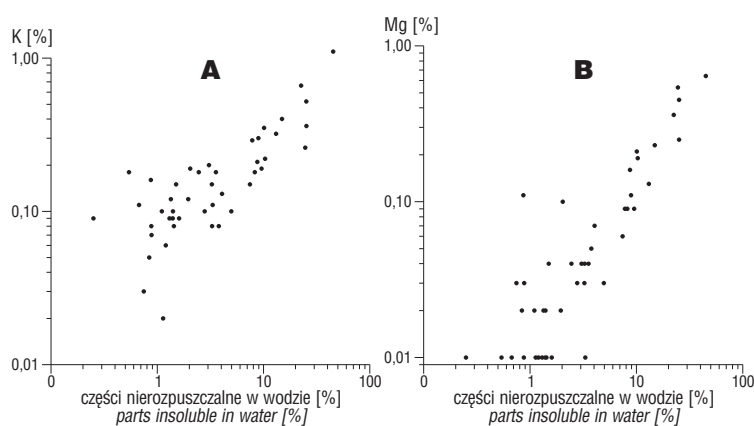 K [%]
A
1,00
0,10
0,01
0
1
10
100
części nierozpuszczalne w wodzie [%]
parts insoluble in water [%]
Mg [%]
B
1,00
0,10
0,01
0
1
10
100
części nierozpuszczalne w wodzie [%]
parts insoluble in water [%]